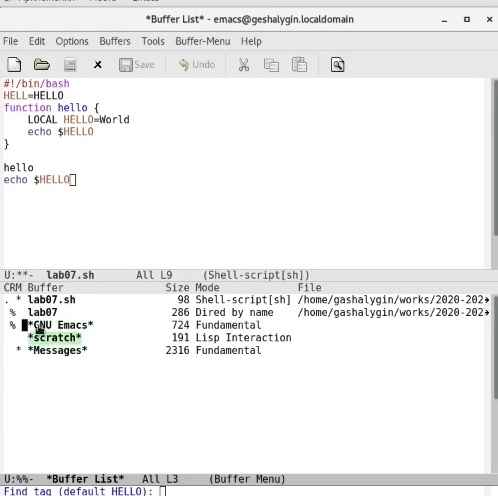 *Buffer List* - emacs@geshalygin.localdomain
File Edit Options Buffers Tools Buffer-Menu Help
Save Undo
#!/bin/bash
HELL=HELLO
function hello {
    LOCAL HELLO=World
    echo $HELLO
}
hello
echo $HELLO
U:**-  lab07.sh       All L9     (Shell-script[sh])
CRM Buffer                 Size Mode             File
. * lab07.sh                 98 Shell-script[sh] /home/gashalygin/works/2020-202
 %  lab07                   286 Dired by name    /home/gashalygin/works/2020-202
 %  *GNU Emacs*             724 Fundamental
    *scratch*               191 Lisp Interaction
  * *Messages*             2316 Fundamental
U:%%-  *Buffer List*   All L3     (Buffer Menu)
Find tag (default HELLO):